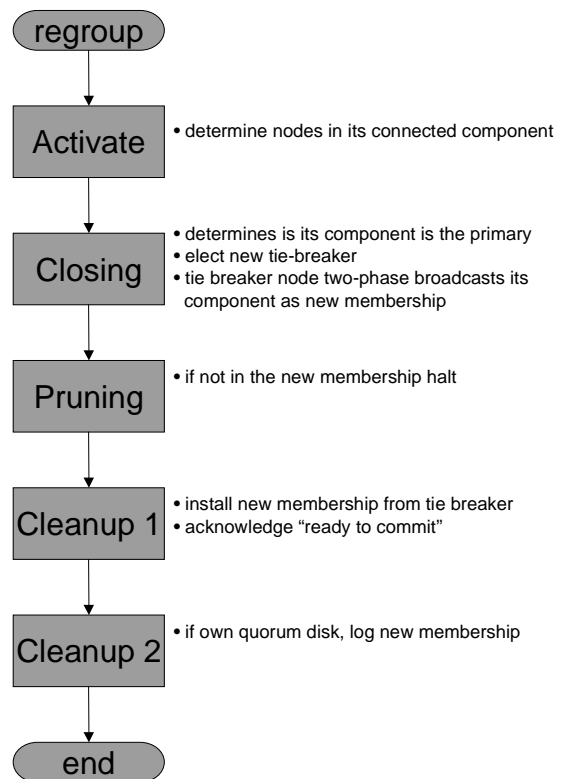 regroup
Activate
• determine nodes in its connected component
Closing
• determines is its component is the primary
• elect new tie-breaker
• tie breaker node two-phase broadcasts its
component as new membership
Pruning
• if not in the new membership halt
Cleanup 1
• install new membership from tie breaker
• acknowledge “ready to commit”
Cleanup 2
• if own quorum disk, log new membership
end